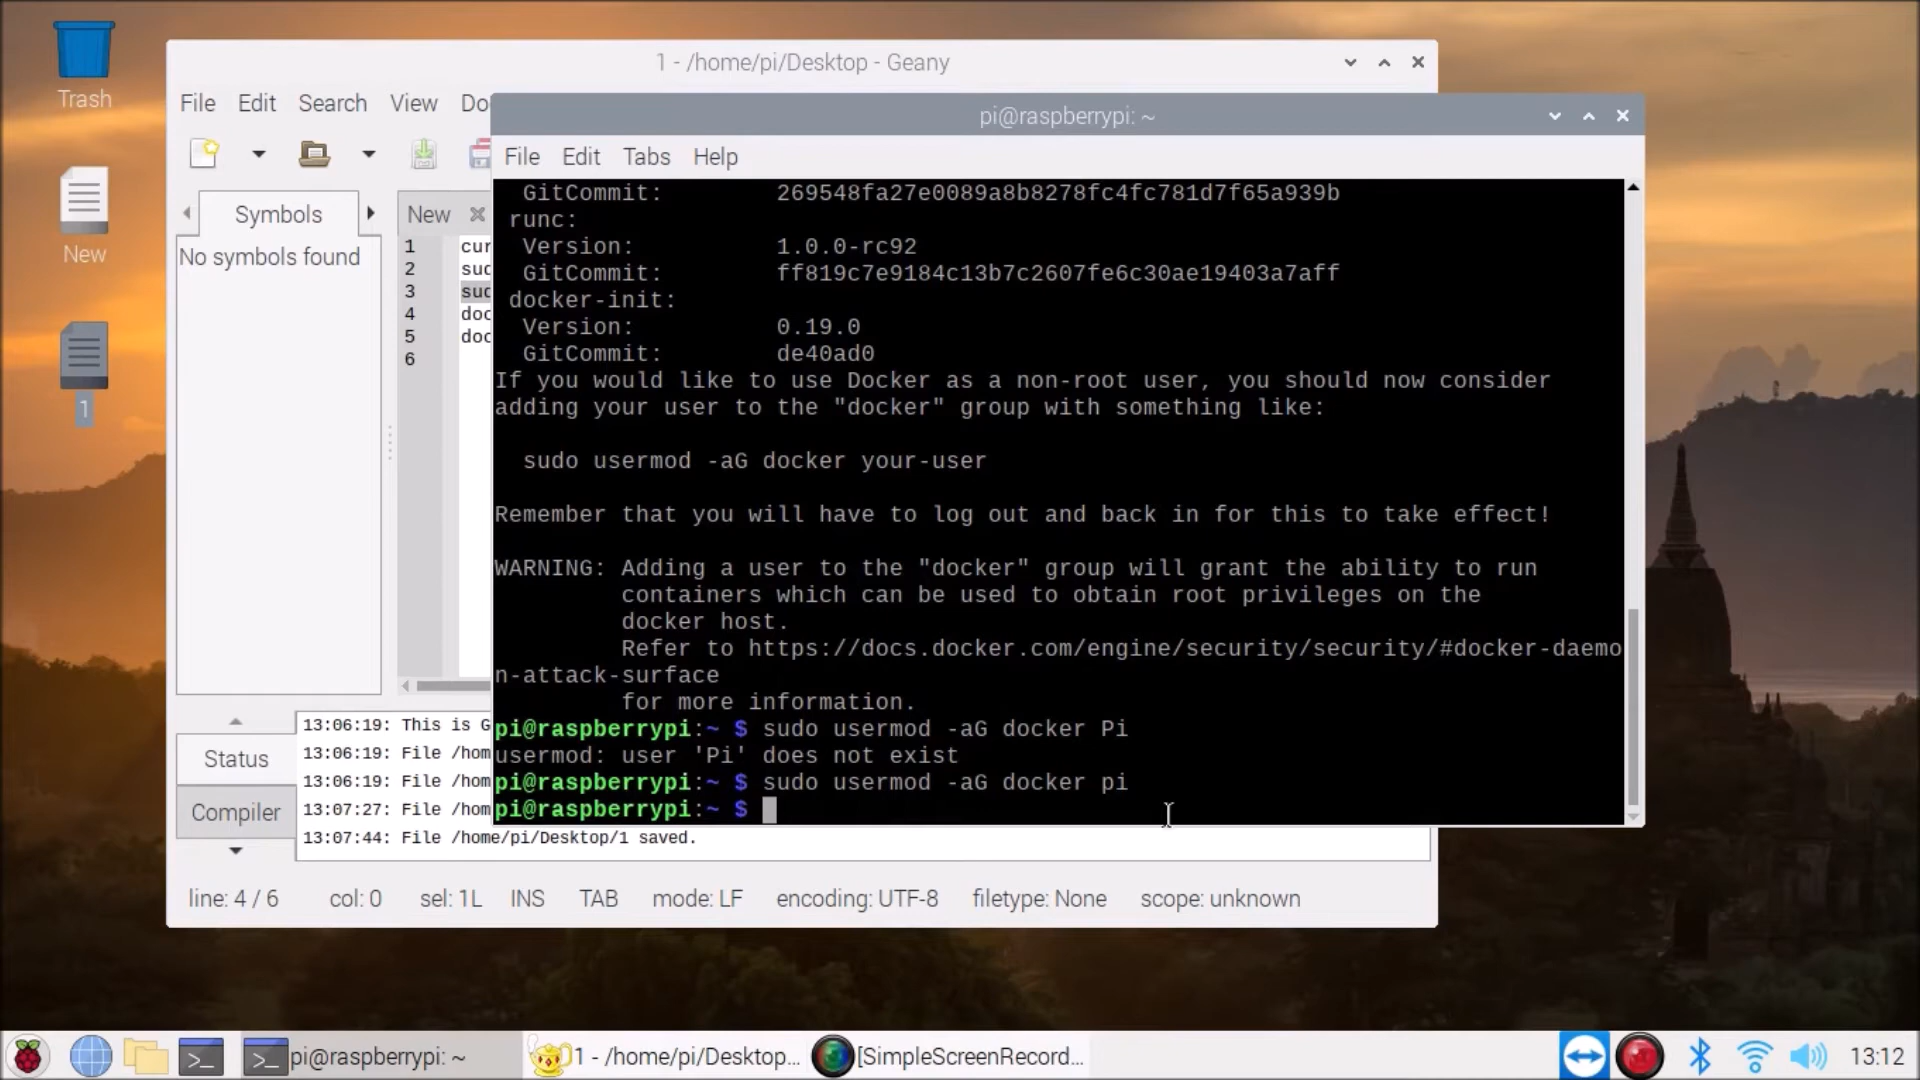 Trash
New
1
1 - /home/pi/Desktop - Geany
File Edit Search View Do
Symbols
No symbols found
New
1 cur
2 sud
3 sud
4 doc
5 doc
6
Status
Compiler
13:06:19: This is G
13:06:19: File /hom
13:06:19: File /hom
13:07:27: File /hom
13:07:44: File /home/pi/Desktop/1 saved.
line: 4 / 6 col: 0 sel: 1L INS TAB mode: LF encoding: UTF-8 filetype: None scope: unknown
pi@raspberrypi: ~
File Edit Tabs Help
GitCommit: 269548fa27e0089a8b8278fc4fc781d7f65a939b
runc:
Version: 1.0.0-rc92
GitCommit: ff819c7e9184c13b7c2607fe6c30ae19403a7aff
docker-init:
Version: 0.19.0
GitCommit: de40ad0
If you would like to use Docker as a non-root user, you should now consider
adding your user to the "docker" group with something like:
sudo usermod -aG docker your-user
Remember that you will have to log out and back in for this to take effect!
WARNING: Adding a user to the "docker" group will grant the ability to run
containers which can be used to obtain root privileges on the
docker host.
Refer to https://docs.docker.com/engine/security/security/#docker-daemo
n-attack-surface
for more information.
pi@raspberrypi:~ $ sudo usermod -aG docker Pi
usermod: user 'Pi' does not exist
pi@raspberrypi:~ $ sudo usermod -aG docker pi
pi@raspberrypi:~ $
pi@raspberrypi: ~
1 - /home/pi/Desktop...
[SimpleScreenRecord...
13:12